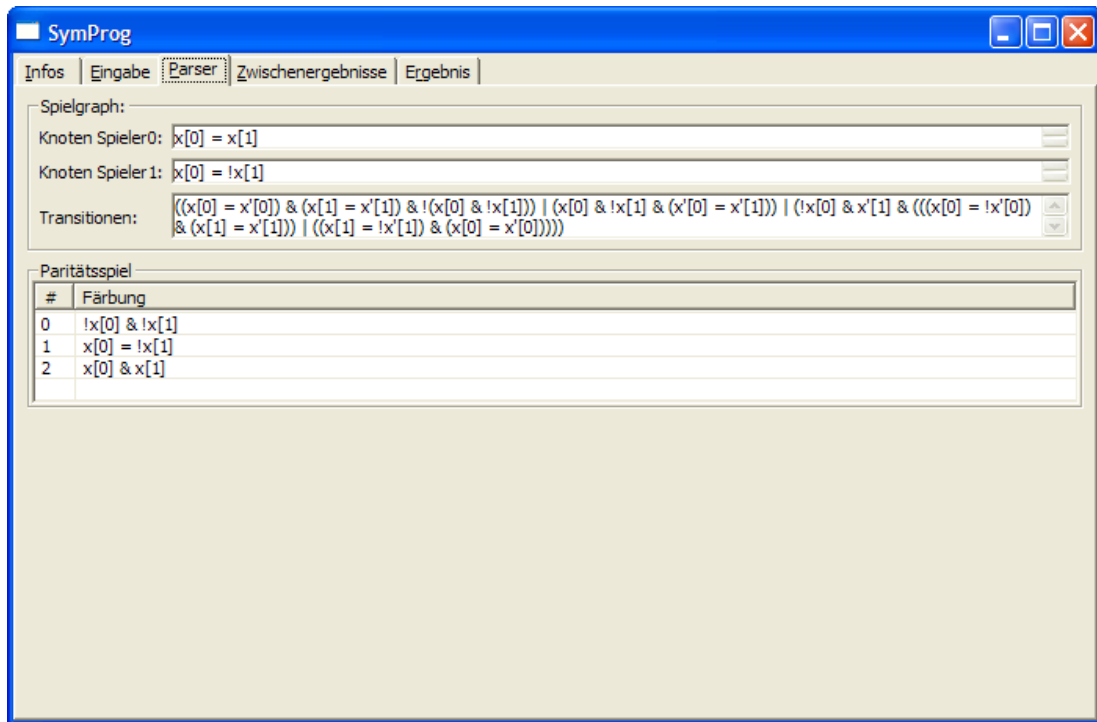 SymProg
Infos Eingabe Parser Zwischenergebnisse Ergebnis
Spielgraph:
Knoten Spieler0: x[0] = x[1]
Knoten Spieler1: x[0] = !x[1]
Transitionen: ((x[0] = x'[0]) & (x[1] = x'[1]) & !(x[0] & !x[1])) | (x[0] & !x[1] & (x'[0] = x'[1])) | (!x[0] & x'[1] & (((x[0] = !x'[0])
& (x[1] = x'[1])) | ((x[1] = !x'[1]) & (x[0] = x'[0]))))
Paritätsspiel
# Färbung
0 !x[0] & !x[1]
1 x[0] = !x[1]
2 x[0] & x[1]